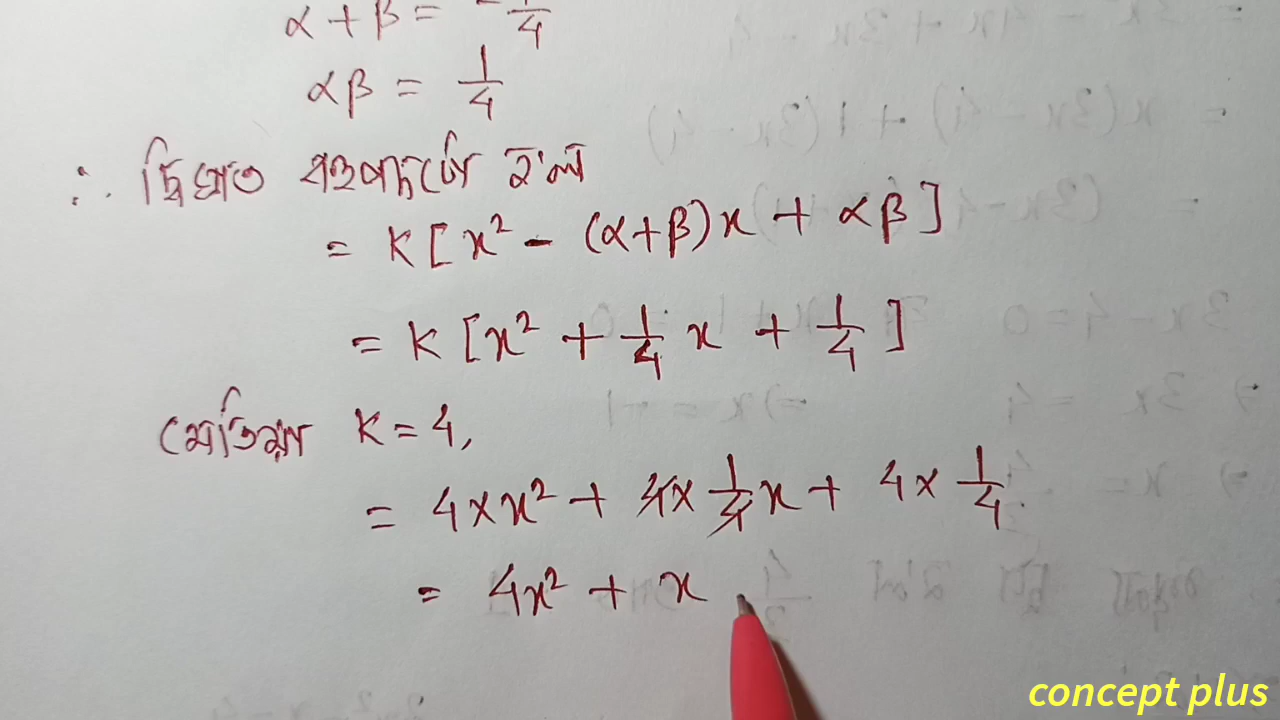 α + β = - 1/4
αβ = 1/4
∴ দ্বিঘাত বহুপদটো হ'ল
= K [ x² - (α+β)x + αβ ]
= K [ x² + 1/4 x + 1/4 ]
যেতিয়া K = 4,
= 4 × x² + 4 × 1/4 x + 4 × 1/4
= 4x² + x
concept plus